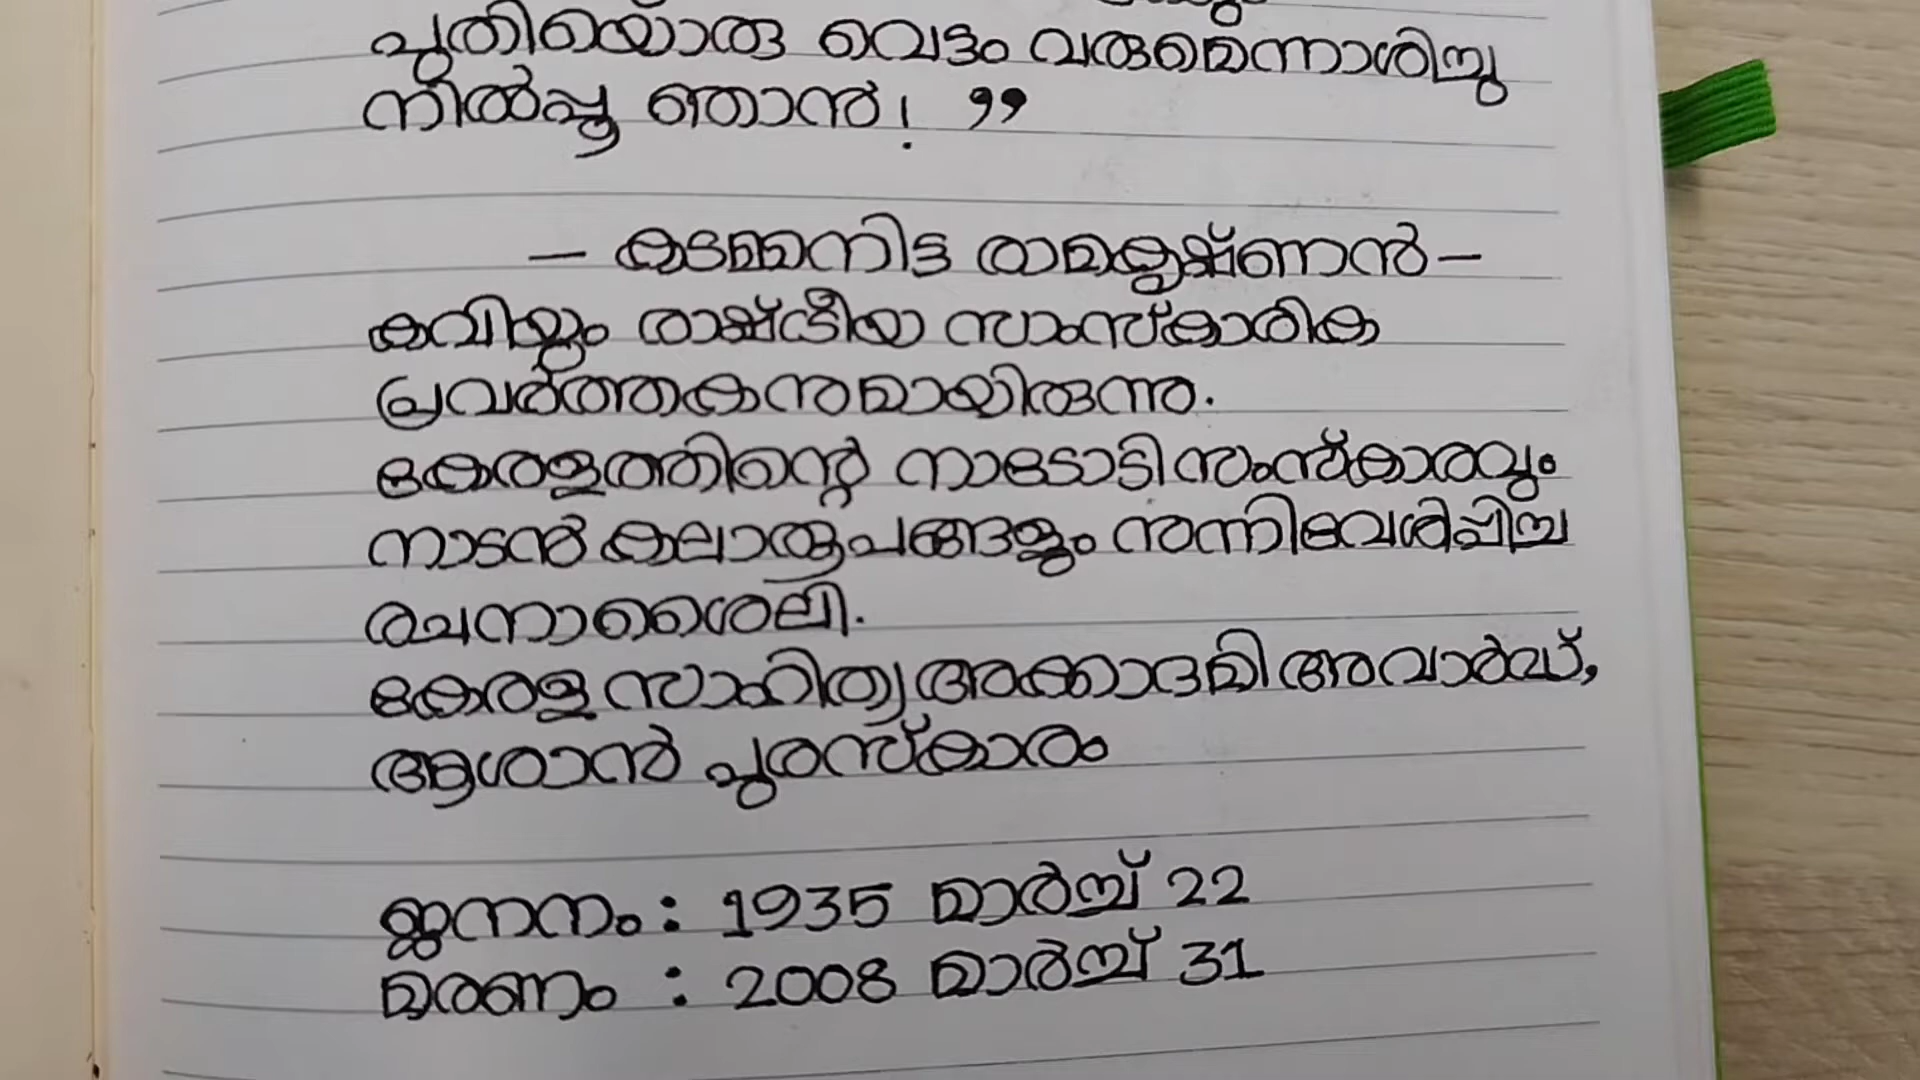 പുതിയൊരു വെട്ടം വരുമെന്നാശിച്ചു
നിൽപ്പൂ ഞാൻ! ”
— കടമ്മനിട്ട രാമകൃഷ്ണൻ —
കവിയും രാഷ്ട്രീയ സാംസ്കാരിക
പ്രവർത്തകനുമായിരുന്നു.
കേരളത്തിന്റെ നാടോടി സംസ്കാരവും
നാടൻ കലാരൂപങ്ങളും സന്നിവേശിപ്പിച്ച
രചനാശൈലി.
കേരള സാഹിത്യ അക്കാദമി അവാർഡ്,
ആശാൻ പുരസ്കാരം
ജനനം : 1935 മാർച്ച് 22
മരണം : 2008 മാർച്ച് 31